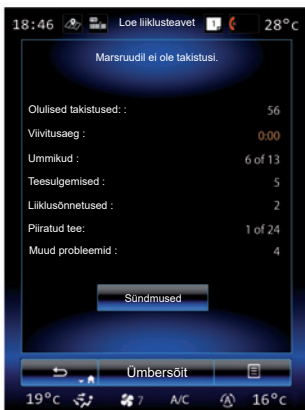 18:46 Loe liiklusteavet 1 28°c
Marsruudil ei ole takistusi.
Olulised takistused: : 56
Viivitusaeg : 0:00
Ummikud : 6 of 13
Teesulgemised : 5
Liiklusõnnetused : 2
Piiratud tee: 1 of 24
Muud probleemid : 4
Sündmused
Ümbersõit
19°c 7 A/C A 16°c